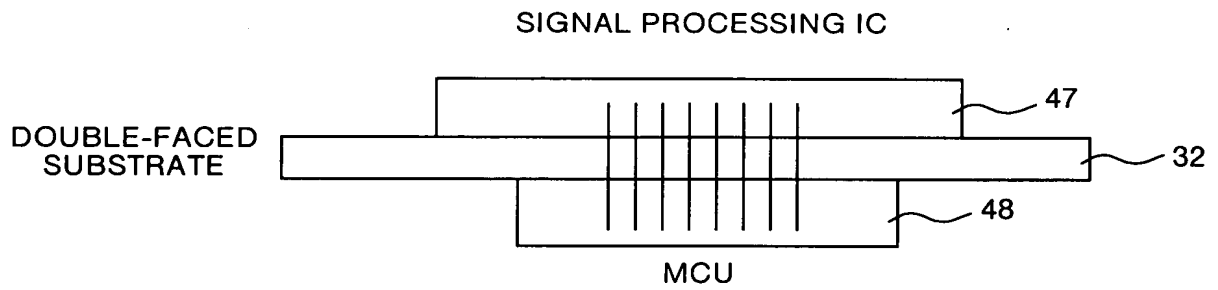 SIGNAL PROCESSING IC
47
DOUBLE-FACED
SUBSTRATE
32
48
MCU